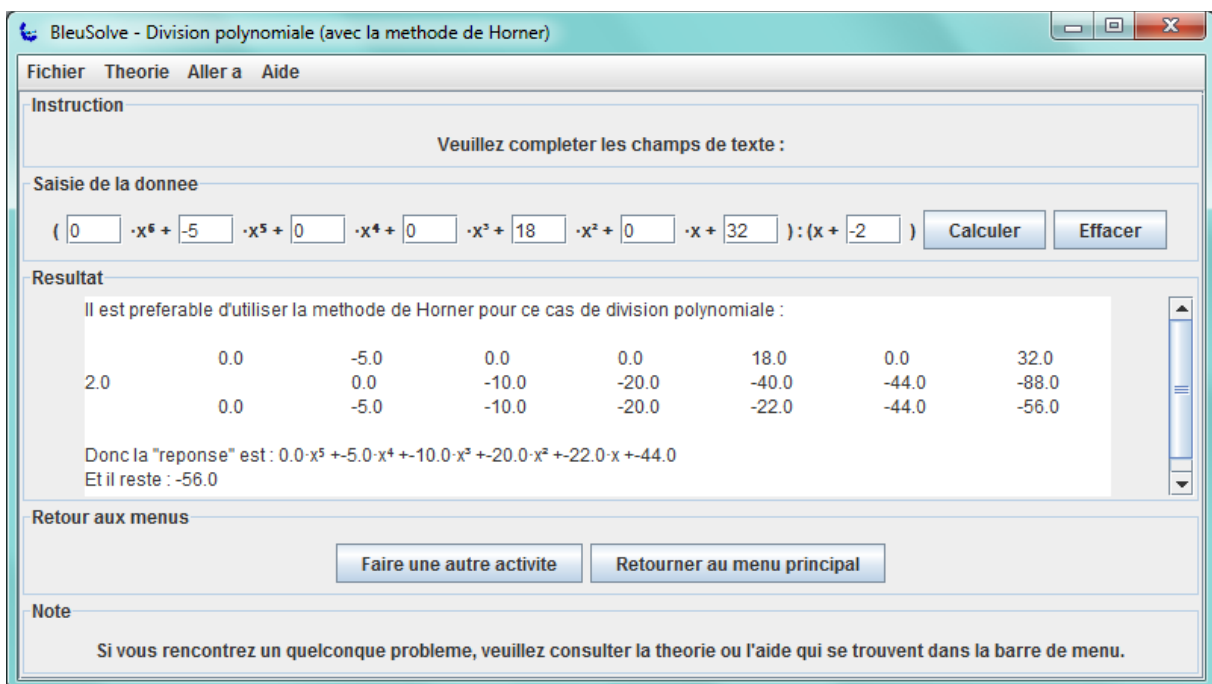 BleuSolve - Division polynomiale (avec la methode de Horner)
Fichier Theorie Aller a Aide
Instruction
Veuillez completer les champs de texte :
Saisie de la donnee
( 0 ·x⁶ + -5 ·x⁵ + 0 ·x⁴ + 0 ·x³ + 18 ·x² + 0 ·x + 32 ) : (x + -2 ) Calculer Effacer
Resultat
Il est preferable d'utiliser la methode de Horner pour ce cas de division polynomiale :
0.0 -5.0 0.0 0.0 18.0 0.0 32.0
2.0 0.0 -10.0 -20.0 -40.0 -44.0 -88.0
0.0 -5.0 -10.0 -20.0 -22.0 -44.0 -56.0
Donc la "reponse" est : 0.0·x⁵ +-5.0·x⁴ +-10.0·x³ +-20.0·x² +-22.0·x +-44.0
Et il reste : -56.0
Retour aux menus
Faire une autre activite Retourner au menu principal
Note
Si vous rencontrez un quelconque probleme, veuillez consulter la theorie ou l'aide qui se trouvent dans la barre de menu.